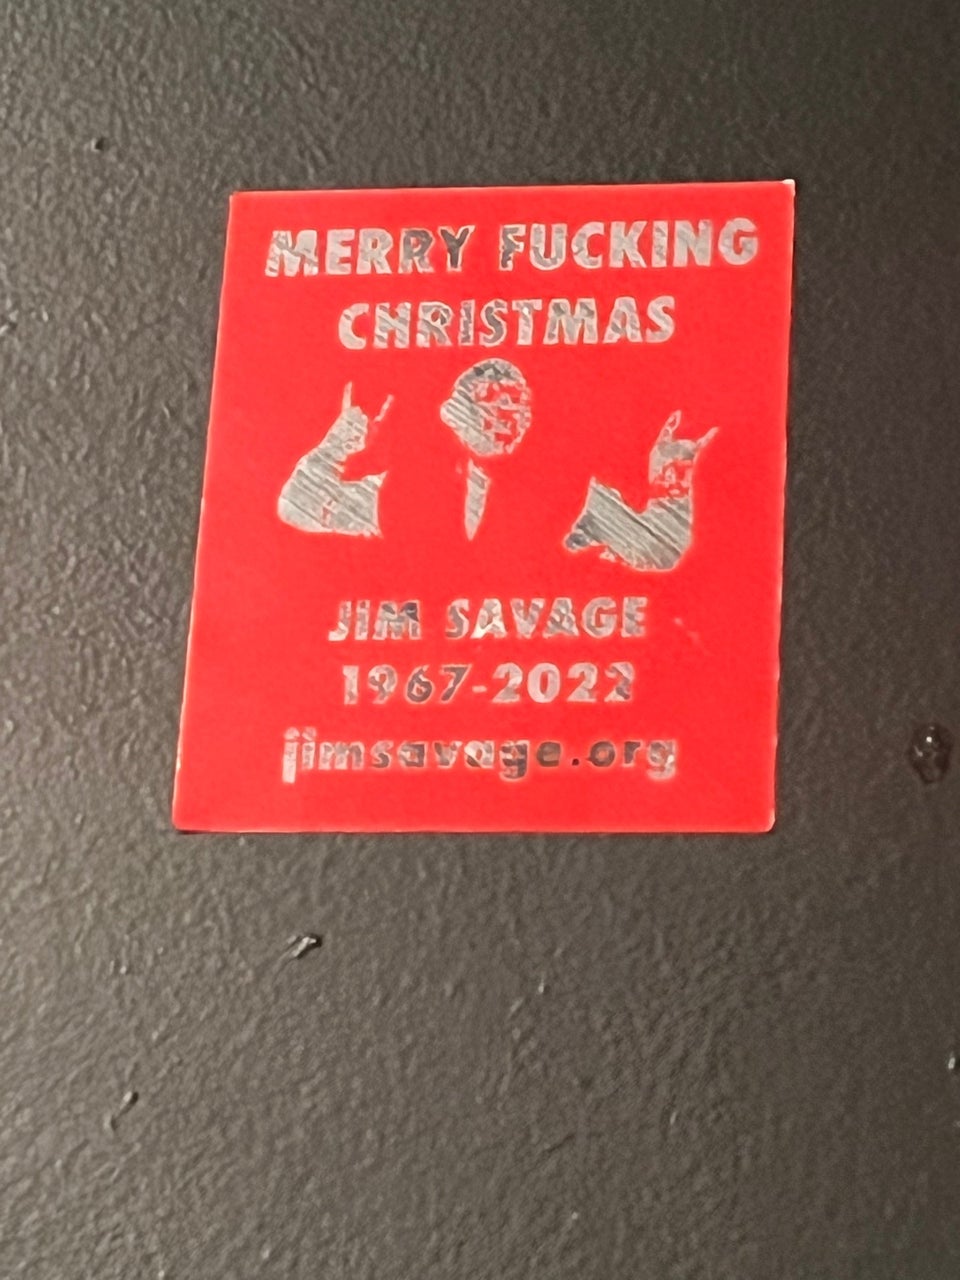 MERRY FUCKING
CHRISTMAS
JIM SAVAGE
1967-2022
jimsavage.org